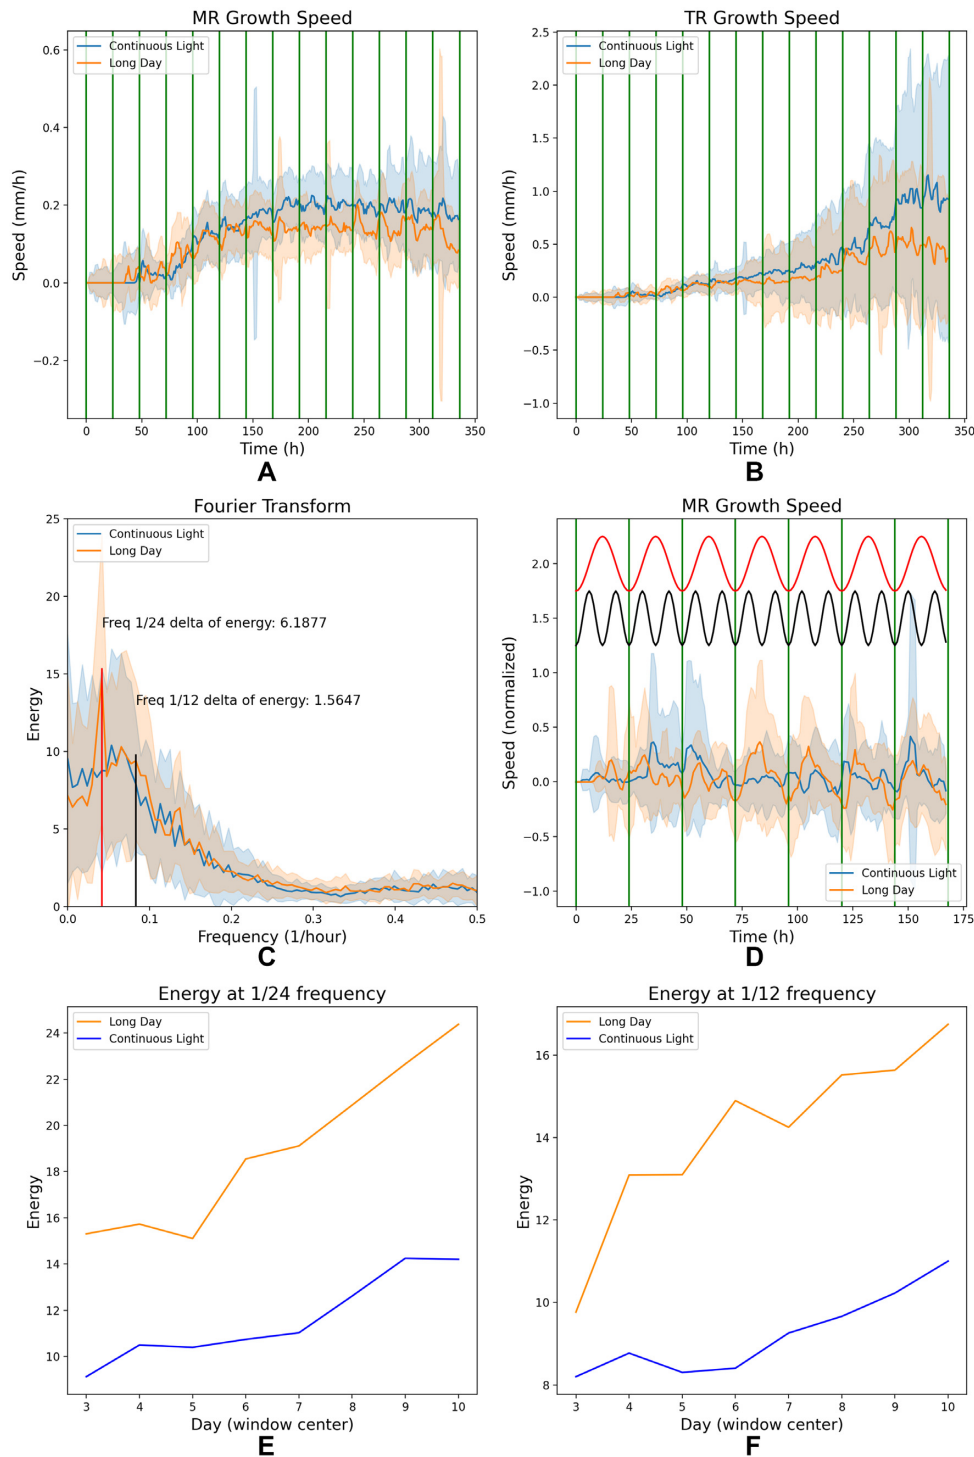 MR Growth Speed
Continuous Light
Long Day
0.6
0.4
0.2
0.0
−0.2
Speed (mm/h)
0 50 100 150 200 250 300 350
Time (h)
A
TR Growth Speed
Continuous Light
Long Day
2.5
2.0
1.5
1.0
0.5
0.0
−0.5
−1.0
Speed (mm/h)
0 50 100 150 200 250 300 350
Time (h)
B
Fourier Transform
Continuous Light
Long Day
25
20
15
10
5
0
Energy
Freq 1/24 delta of energy: 6.1877
Freq 1/12 delta of energy: 1.5647
0.0 0.1 0.2 0.3 0.4 0.5
Frequency (1/hour)
C
MR Growth Speed
2.0
1.5
1.0
0.5
0.0
−0.5
−1.0
Speed (normalized)
Continuous Light
Long Day
0 25 50 75 100 125 150 175
Time (h)
D
Energy at 1/24 frequency
Long Day
Continuous Light
24
22
20
18
16
14
12
10
Energy
3 4 5 6 7 8 9 10
Day (window center)
E
Energy at 1/12 frequency
Long Day
Continuous Light
16
14
12
10
8
Energy
3 4 5 6 7 8 9 10
Day (window center)
F